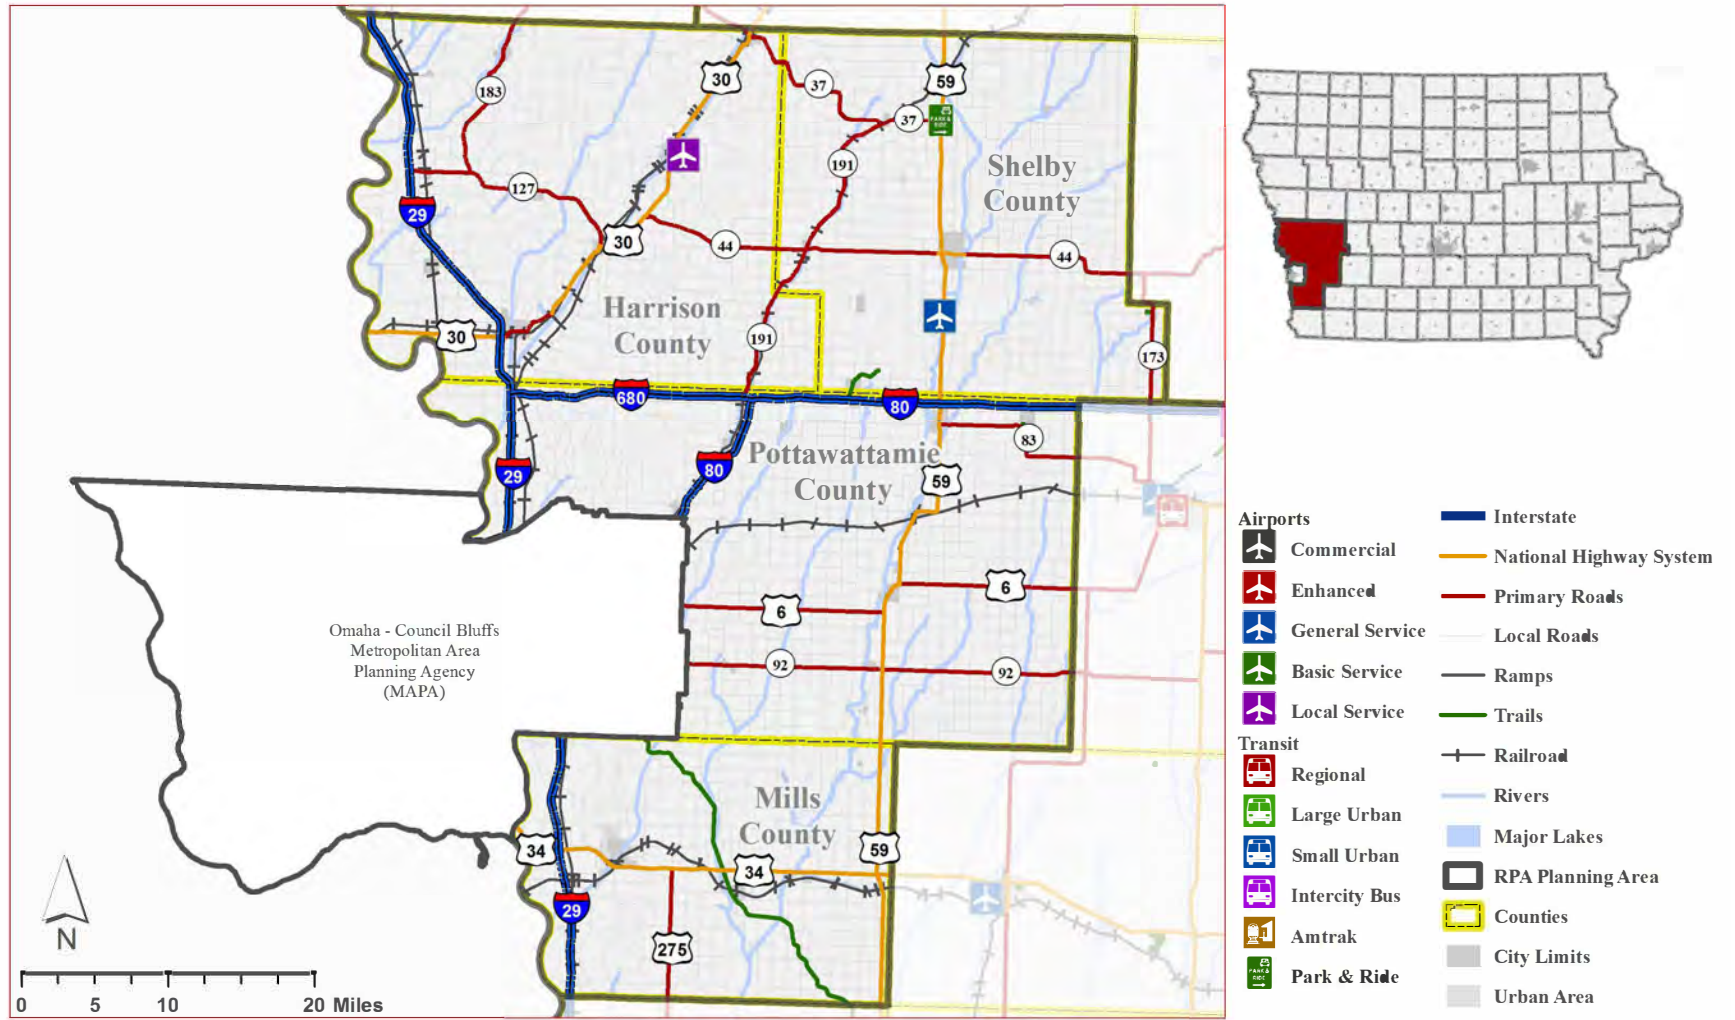 183
30
37
59
37
PARK &
RIDE
191
Shelby
County
127
29
30
44
44
Harrison
County
30
191
173
680
80
83
Pottawattamie
County
80
29
59
6
6
Omaha - Council Bluffs
Metropolitan Area
Planning Agency
(MAPA)
92
92
Mills
County
34
59
34
29
275
N
0 5 10 20 Miles
Airports
Commercial
Enhanced
General Service
Basic Service
Local Service
Transit
Regional
Large Urban
Small Urban
Intercity Bus
Amtrak
PARK &
RIDE
Park & Ride
Interstate
National Highway System
Primary Roads
Local Roads
Ramps
Trails
Railroad
Rivers
Major Lakes
RPA Planning Area
Counties
City Limits
Urban Area